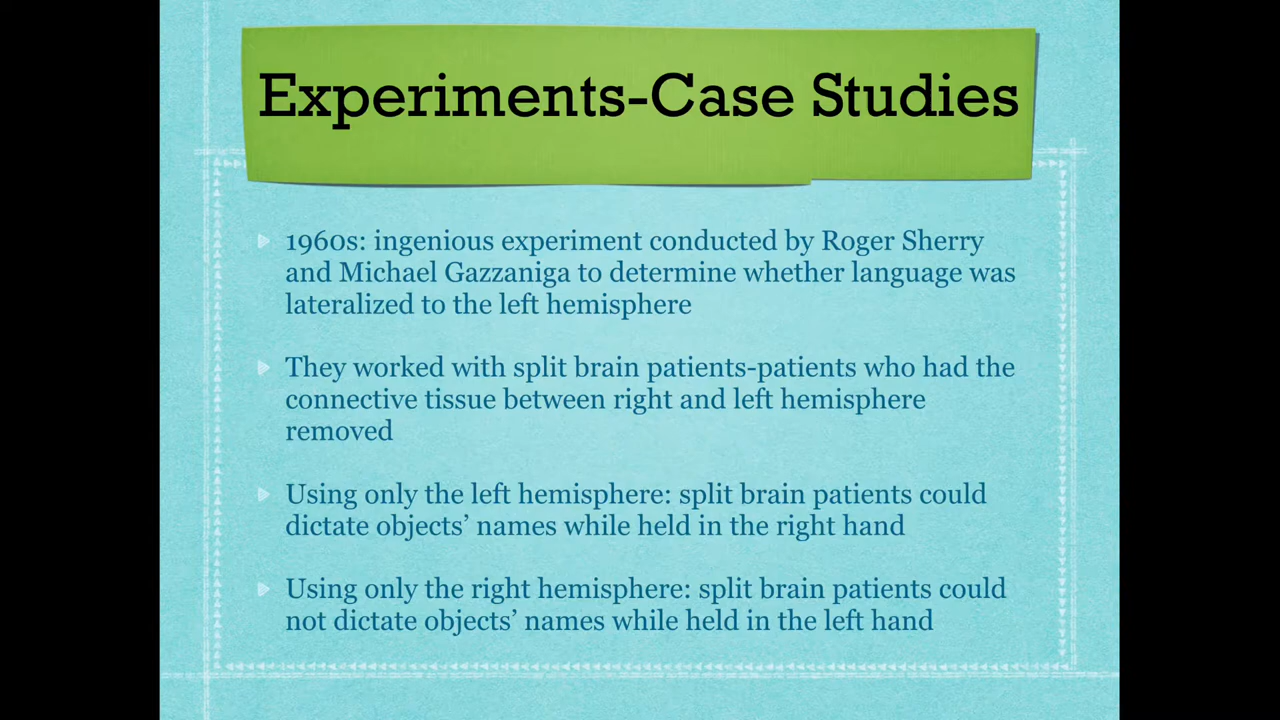 Experiments-Case Studies
1960s: ingenious experiment conducted by Roger Sherry
and Michael Gazzaniga to determine whether language was
lateralized to the left hemisphere
They worked with split brain patients-patients who had the
connective tissue between right and left hemisphere
removed
Using only the left hemisphere: split brain patients could
dictate objects’ names while held in the right hand
Using only the right hemisphere: split brain patients could
not dictate objects’ names while held in the left hand